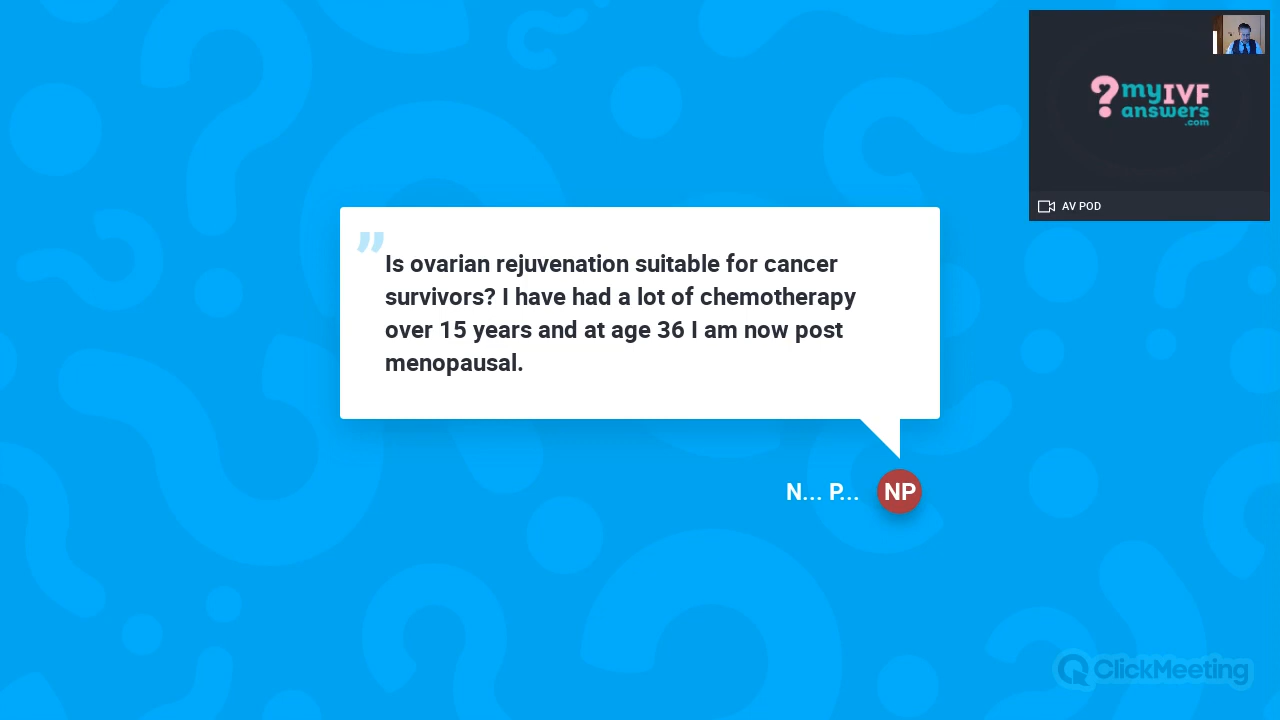 ? myIVF
answers
.com
AV POD
”
Is ovarian rejuvenation suitable for cancer
survivors? I have had a lot of chemotherapy
over 15 years and at age 36 I am now post
menopausal.
N... P... NP
ClickMeeting